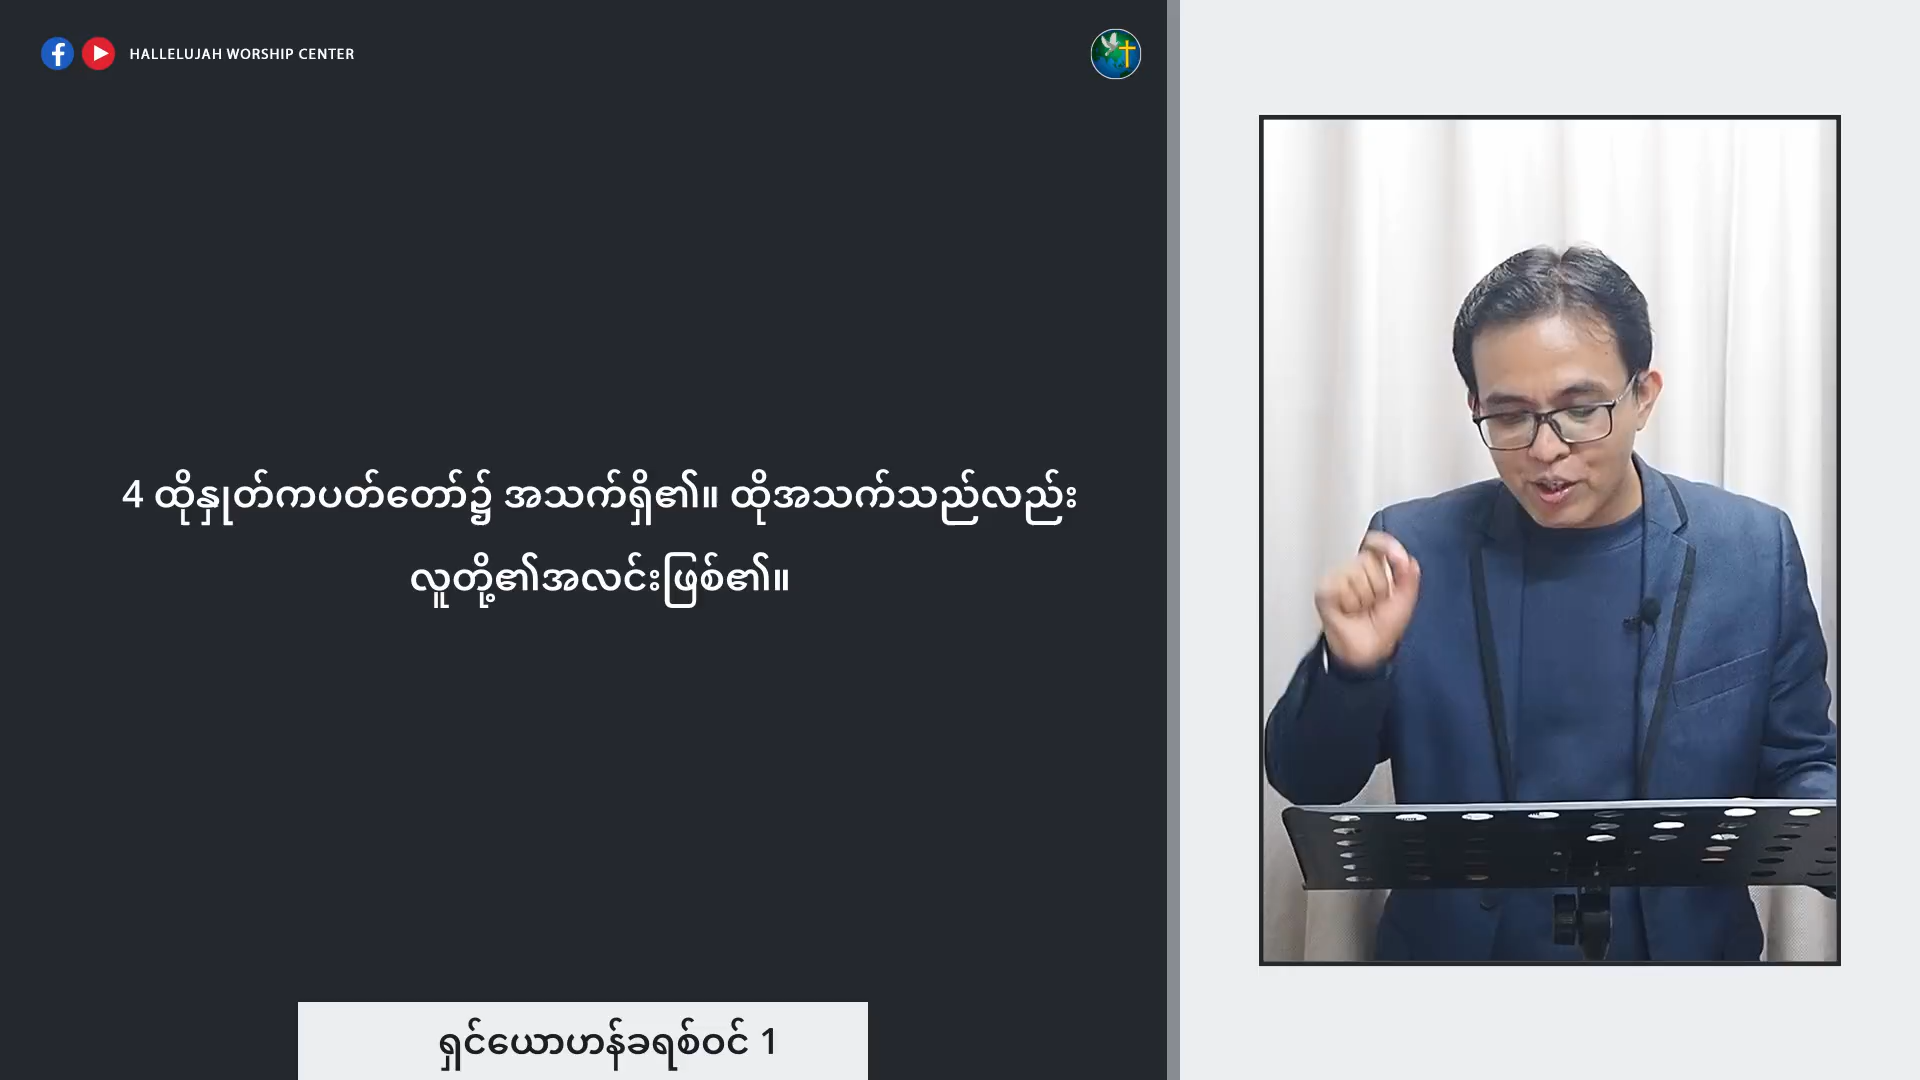 HALLELUJAH WORSHIP CENTER
4 ထိုနှုတ်ကပတ်တော်၌ အသက်ရှိ၏။ ထိုအသက်သည်လည်း
လူတို့၏အလင်းဖြစ်၏။
ရှင်ယောဟန်ခရစ်ဝင် 1